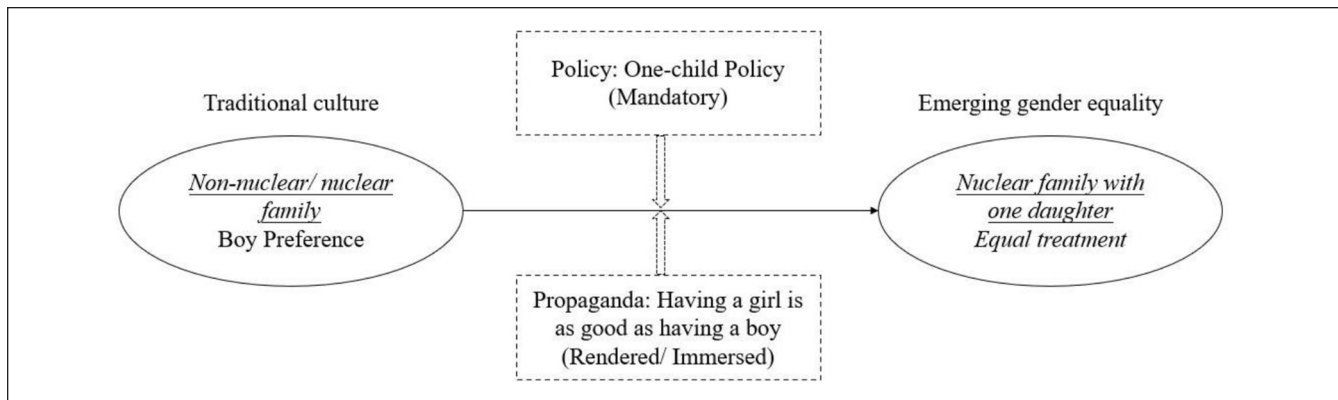 Policy: One-child Policy
(Mandatory)
Traditional culture
Emerging gender equality
Non-nuclear/ nuclear
family
Boy Preference
Nuclear family with
one daughter
Equal treatment
Propaganda: Having a girl is
as good as having a boy
(Rendered/ Immersed)